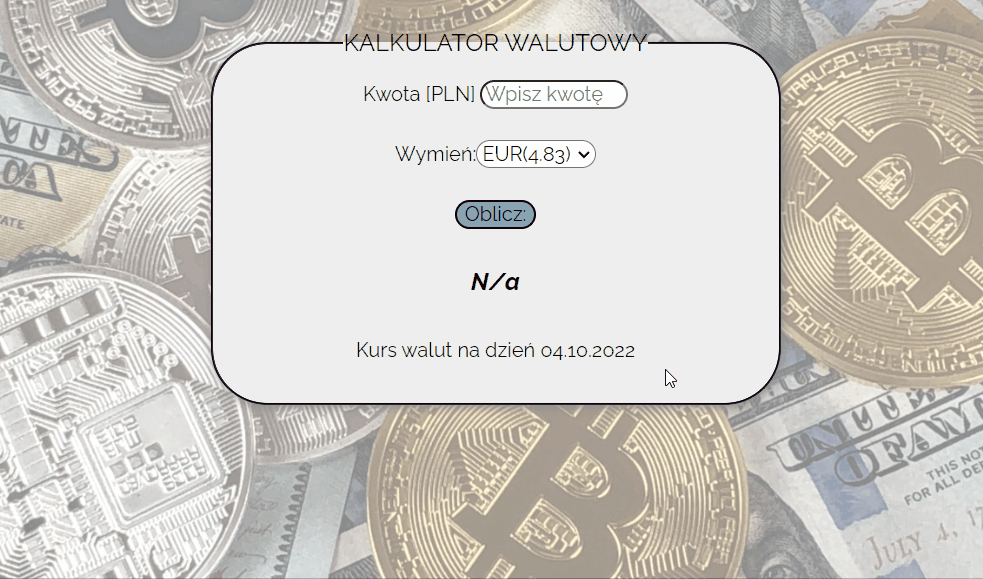 KALKULATOR WALUTOWY
Kwota [PLN] Wpisz kwotę
Wymień: EUR(4.83)
Oblicz:
N/a
Kurs walut na dzień 04.10.2022
THIS NO
FOR ALL DE
JULY 4, 17